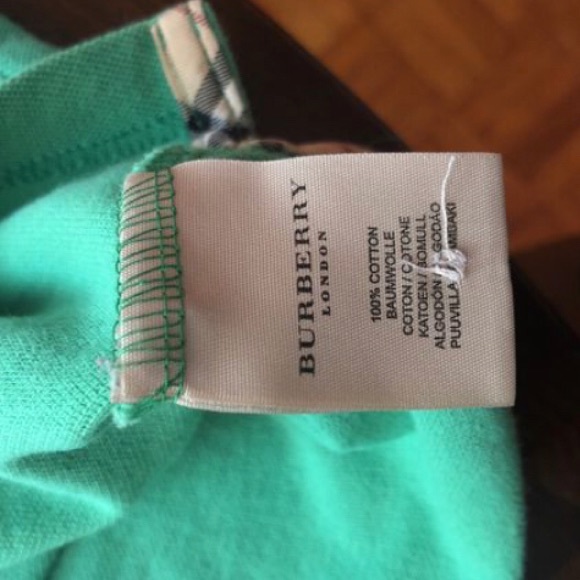 BURBERRY
LONDON
100% COTTON
BAUMWOLLE
COTON / COTONE
KATOEN / BOMULL
ALGODÓN / ALGODÃO
PUUVILLA